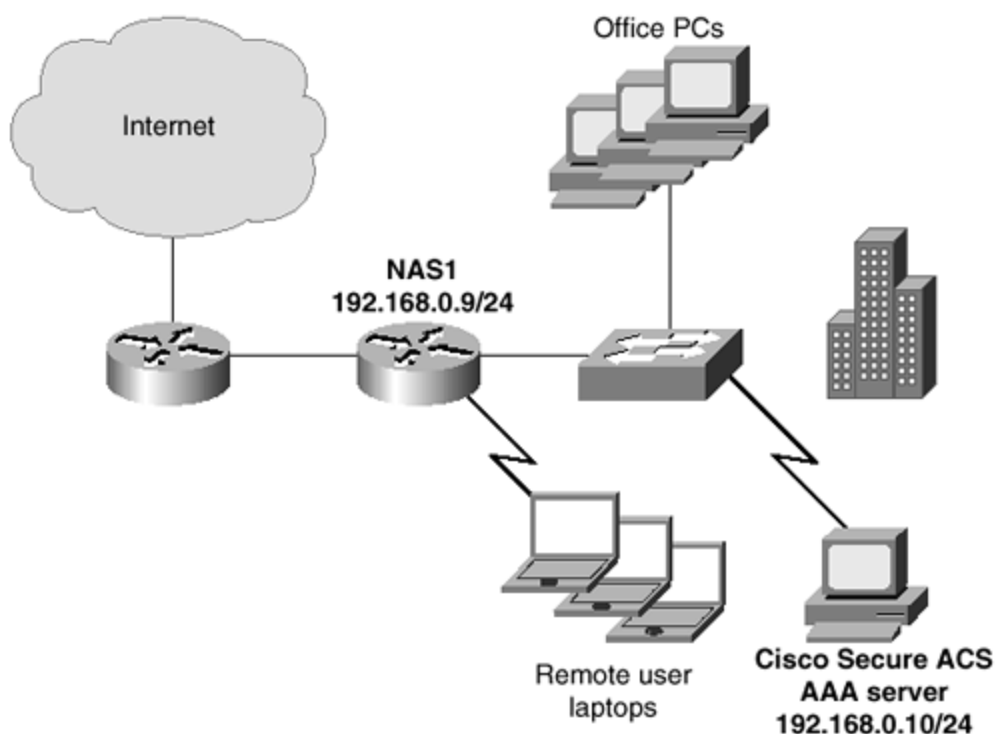 Office PCs
Internet
NAS1
192.168.0.9/24
Remote user
laptops
Cisco Secure ACS
AAA server
192.168.0.10/24